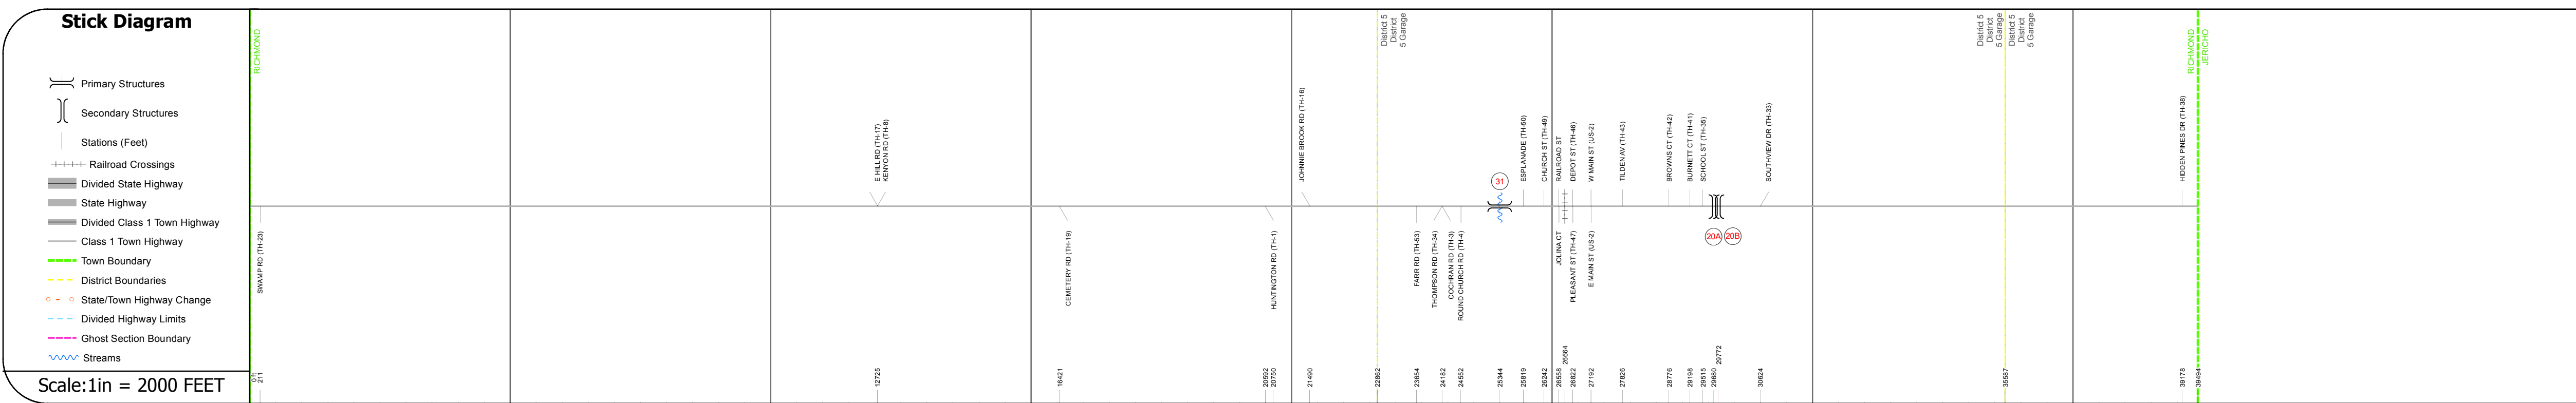 Stick Diagram
Primary Structures
Secondary Structures
Stations (Feet)
Railroad Crossings
Divided State Highway
State Highway
Divided Class 1 Town Highway
Class 1 Town Highway
Town Boundary
District Boundaries
State/Town Highway Change
Divided Highway Limits
Ghost Section Boundary
Streams
Scale:1in = 2000 FEET
RICHMOND
District 5
District
5 Garage
District 5
District
5 Garage
District 5
District
5 Garage
RICHMOND
JERICHO
E HILL RD (TH-17)
KENYON RD (TH-8)
JOHNNIE BROOK RD (TH-16)
31
ESPLANADE (TH-50)
CHURCH ST (TH-49)
RAILROAD ST
DEPOT ST (TH-46)
W MAIN ST (US-2)
TILDEN AV (TH-43)
BROWNS CT (TH-42)
BURNETT CT (TH-41)
SCHOOL ST (TH-35)
SOUTHVIEW DR (TH-33)
HIDDEN PINES DR (TH-38)
SWAMP RD (TH-23)
CEMETERY RD (TH-19)
HUNTINGTON RD (TH-1)
FARR RD (TH-53)
THOMPSON RD (TH-34)
COCHRAN RD (TH-3)
ROUND CHURCH RD (TH-4)
JOLINA CT
PLEASANT ST (TH-47)
E MAIN ST (US-2)
20A
20B
0 ft
211
12725
16421
20592
20750
21490
22862
23654
24182
24552
25344
25819
26242
26558
26664
26822
27192
27826
28776
29198
29515
29680
29772
30624
35587
39178
39494